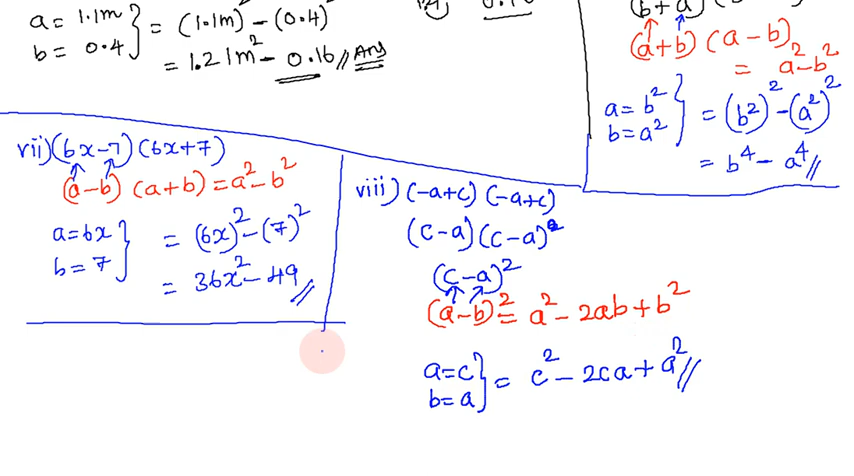 a = 1.1m } = (1.1m) - (0.4)²
b = 0.4 } = 1.21m² - 0.16 // Ans
(b + a)
(a+b) (a-b)
= a² - b²
a = b² } = (b²)² - (a²)²
b = a²
= b⁴ - a⁴ //
vii) (6x-7) (6x+7)
(a-b) (a+b) = a² - b²
a = 6x } = (6x)² - (7)²
b = 7 } = 36x² - 49 //
viii) (-a+c) (-a+c)
(c-a) (c-a)
(c-a)²
(a-b)² = a² - 2ab + b²
a = c } = c² - 2ca + a² //
b = a